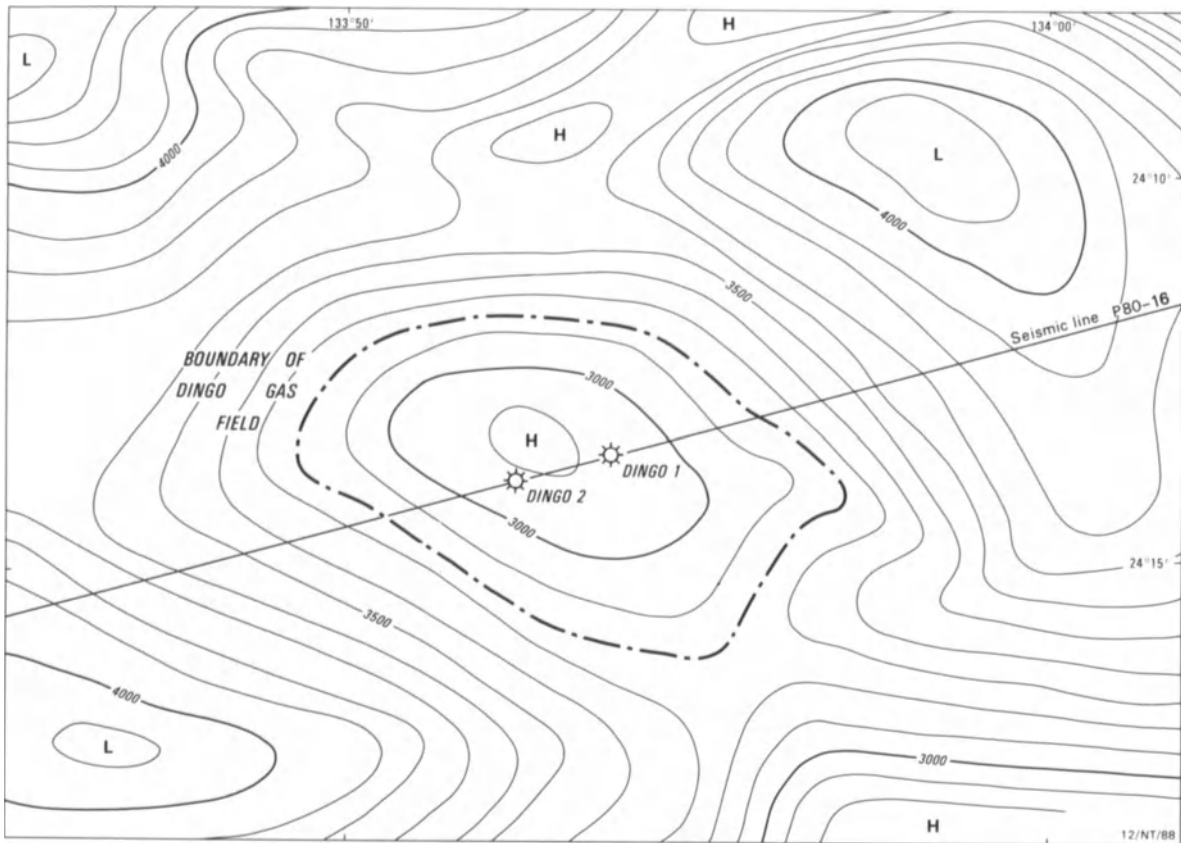 133°50'
H
134°00'
L
H
L
4000
24°10'
4000
3500
Seismic line P80-16
BOUNDARY OF
DINGO GAS
FIELD
3000
H
DINGO 1
DINGO 2
3000
24°15'
3500
4000
L
3000
H
12/NT/88